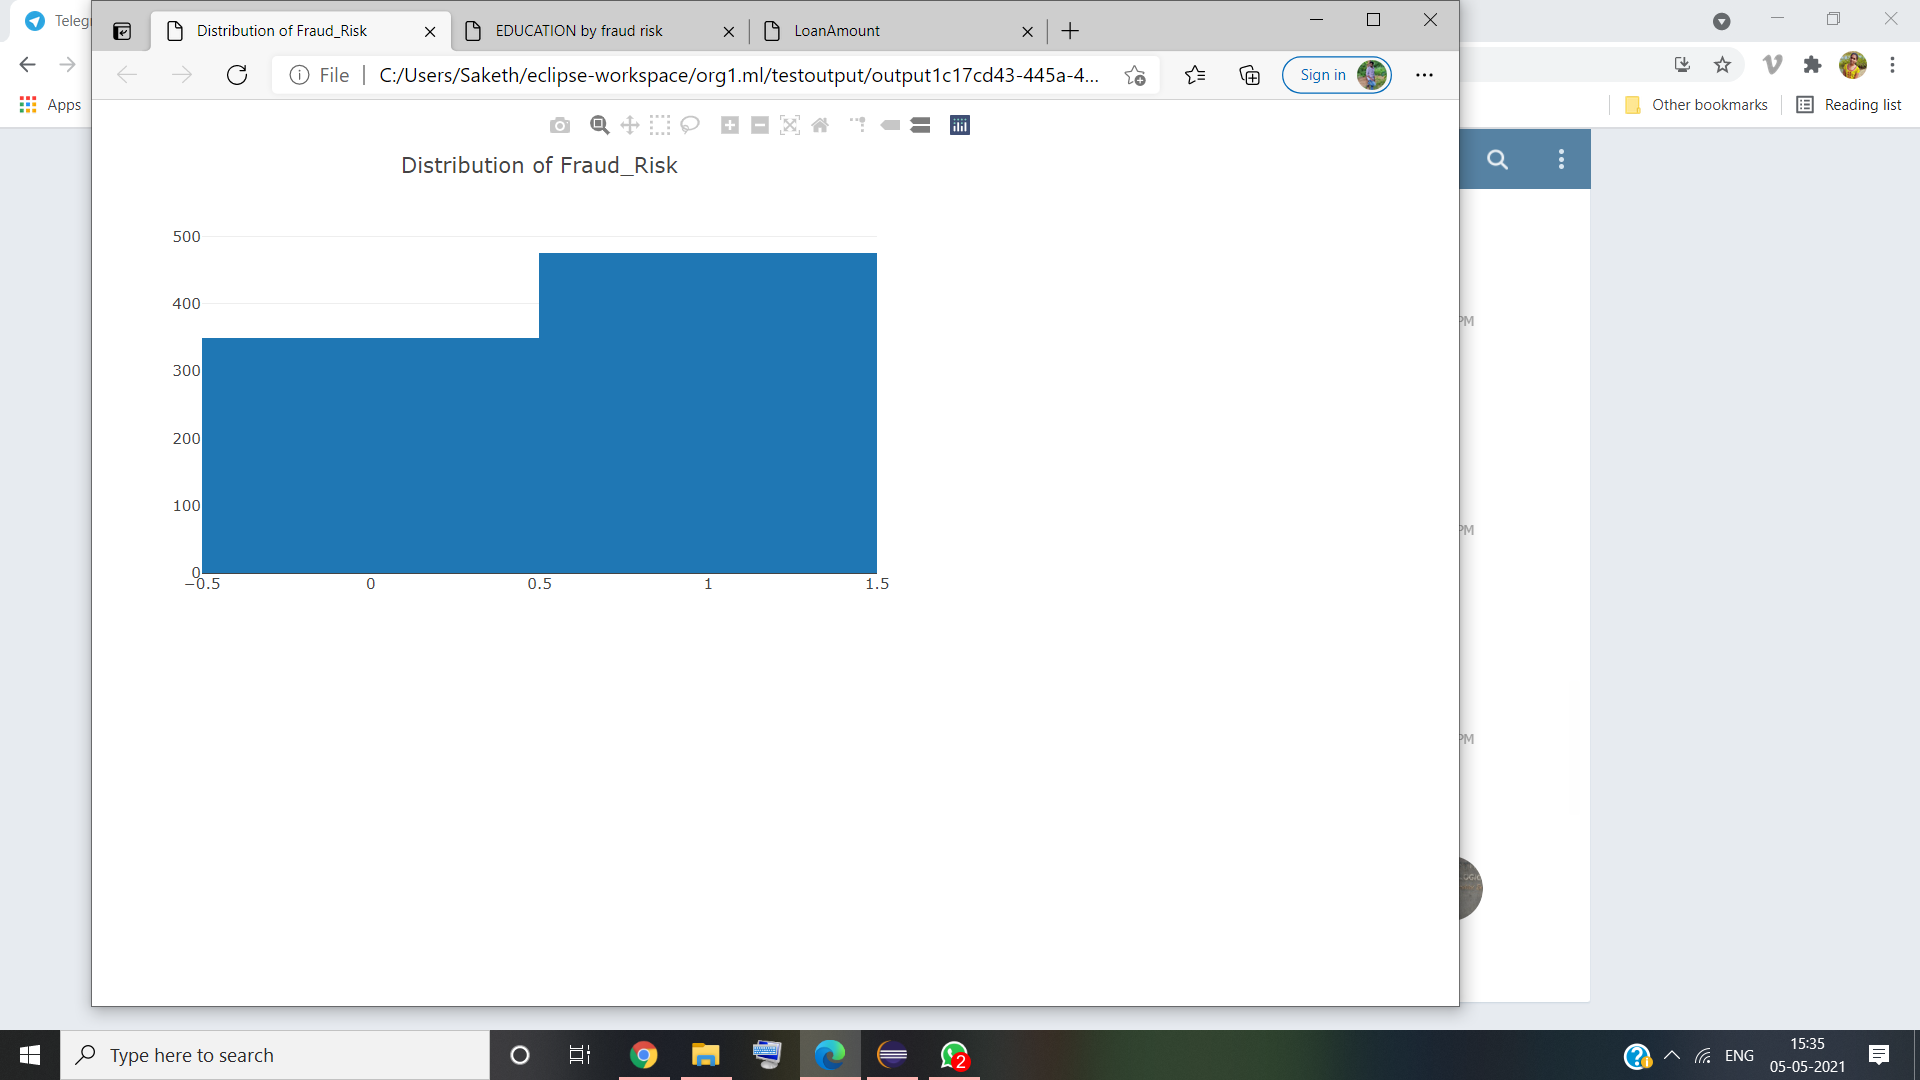 Teleg
Distribution of Fraud_Risk
EDUCATION by fraud risk
LoanAmount
File
C:/Users/Saketh/eclipse-workspace/org1.ml/testoutput/output1c17cd43-445a-4...
Sign in
Apps
Other bookmarks
Reading list
Distribution of Fraud_Risk
500
400
300
200
100
0
−0.5
0
0.5
1
1.5
PM
PM
PM
Type here to search
2
ENG
15:35
05-05-2021